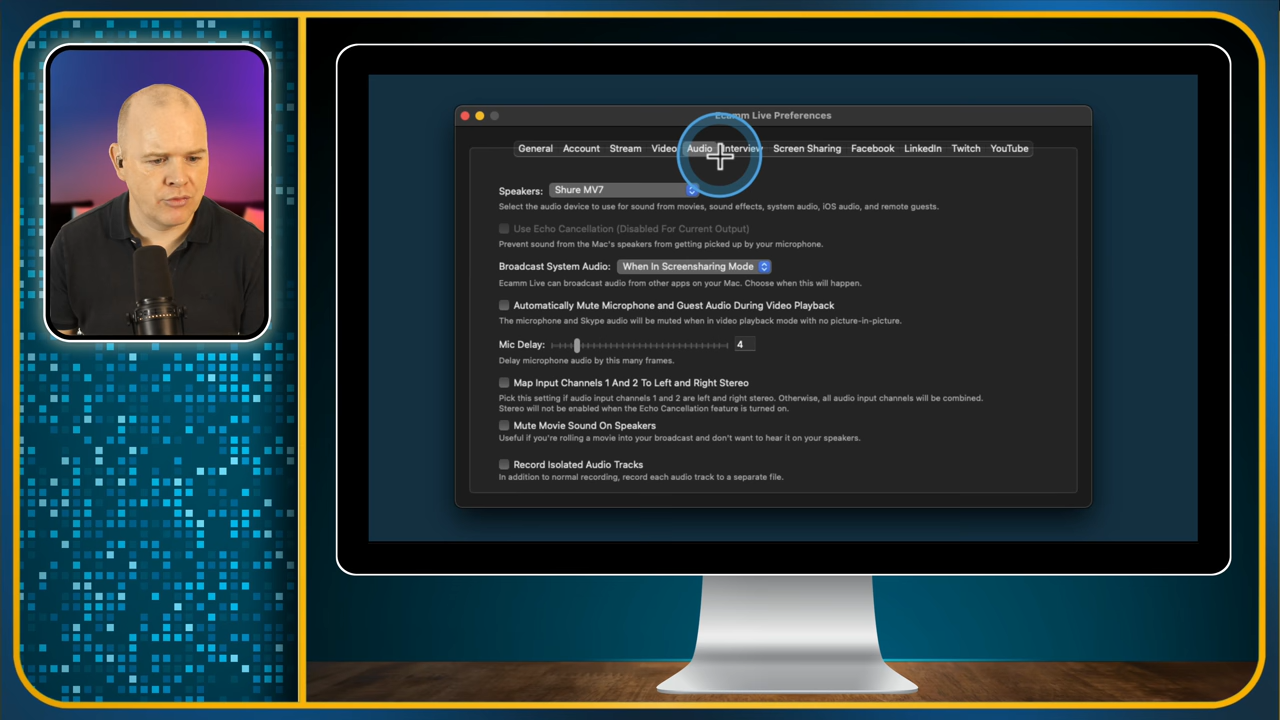 Ecamm Live Preferences
General Account Stream Video Audio Interview Screen Sharing Facebook LinkedIn Twitch YouTube
Speakers: Shure MV7
Select the audio device to use for sound from movies, sound effects, system audio, iOS audio, and remote guests.
Use Echo Cancellation (Disabled For Current Output)
Prevent sound from the Mac's speakers from getting picked up by your microphone.
Broadcast System Audio: When In Screensharing Mode
Ecamm Live can broadcast audio from other apps on your Mac. Choose when this will happen.
Automatically Mute Microphone and Guest Audio During Video Playback
The microphone and Skype audio will be muted when in video playback mode with no picture-in-picture.
Mic Delay: 4
Delay microphone audio by this many frames.
Map Input Channels 1 And 2 To Left and Right Stereo
Pick this setting if audio input channels 1 and 2 are left and right stereo. Otherwise, all audio input channels will be combined.
Stereo will not be enabled when the Echo Cancellation feature is turned on.
Mute Movie Sound On Speakers
Useful if you're rolling a movie into your broadcast and don't want to hear it on your speakers.
Record Isolated Audio Tracks
In addition to normal recording, record each audio track to a separate file.